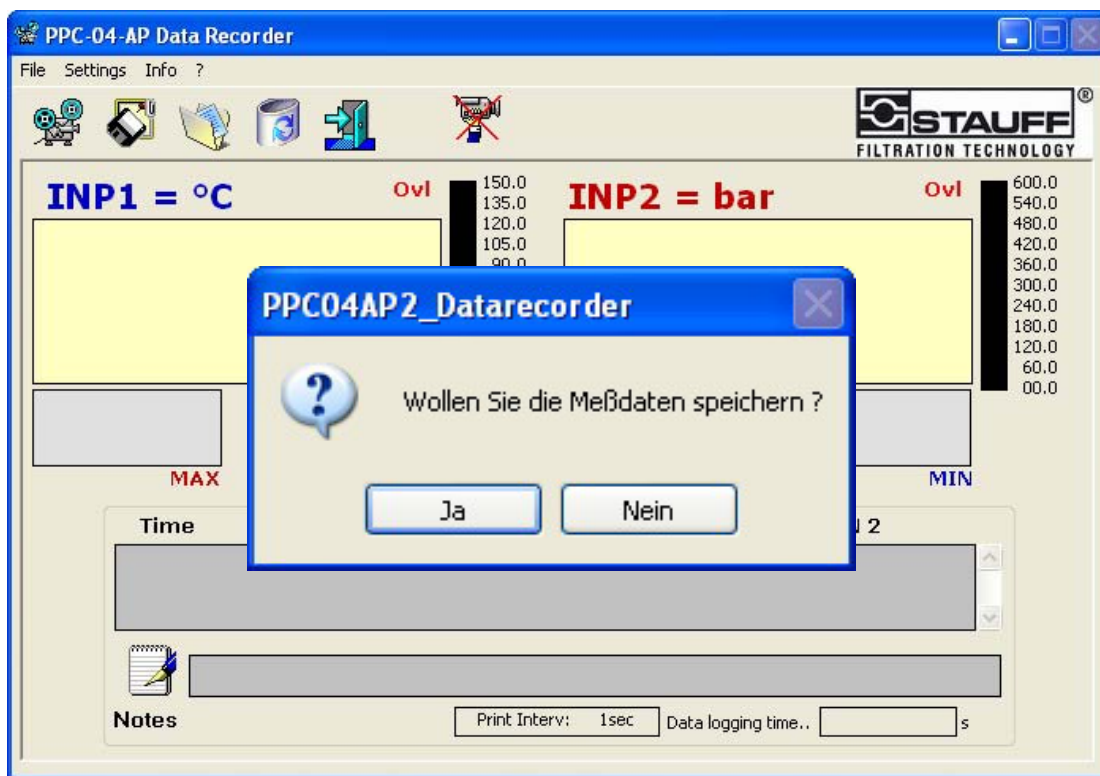 PPC-04-AP Data Recorder
File Settings Info ?
STAUFF®
FILTRATION TECHNOLOGY
INP1 = °C
Ovl
150.0
135.0
120.0
105.0
90.0
INP2 = bar
Ovl
600.0
540.0
480.0
420.0
360.0
300.0
240.0
180.0
120.0
60.0
00.0
PPC04AP2_Datarecorder
?
Wollen Sie die Meßdaten speichern ?
Ja
Nein
MAX
MIN
Time
2
Notes
Print Interv: 1sec
Data logging time..
s